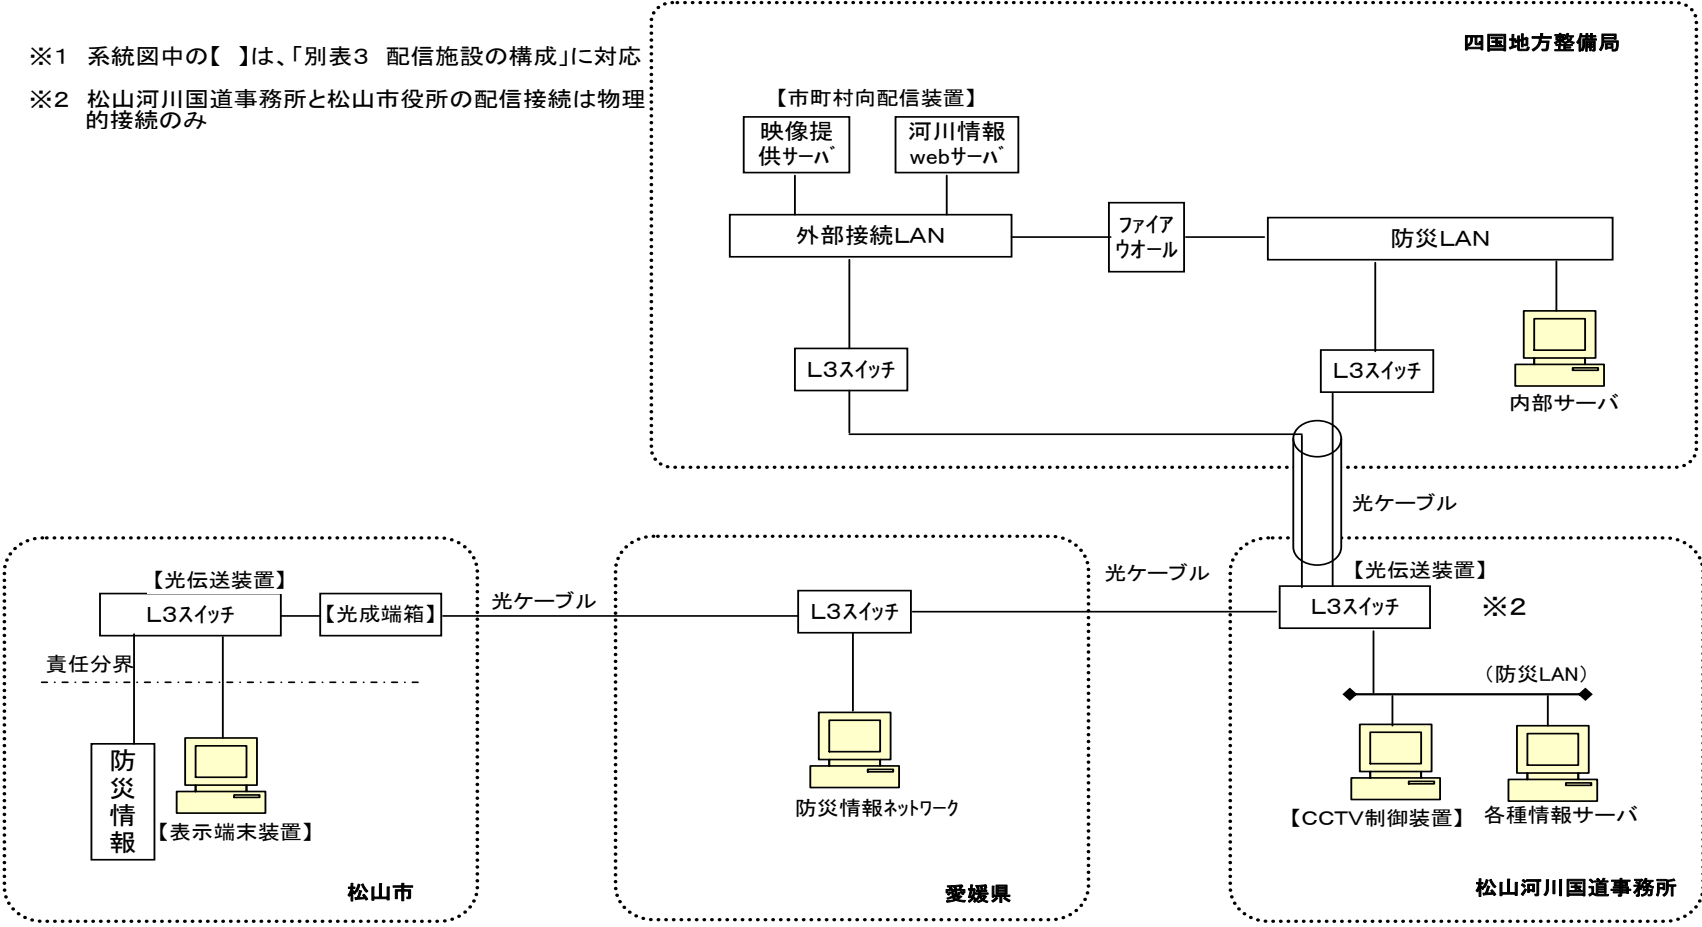 ※1 系統図中の【 】は、「別表3 配信施設の構成」に対応
※2 松山河川国道事務所と松山市役所の配信接続は物理
的接続のみ
四国地方整備局
【市町村向配信装置】
映像提
供サーバ
河川情報
webサーバ
外部接続LAN
ファイア
ウオール
防災LAN
L3スイッチ
L3スイッチ
内部サーバ
光ケーブル
【光伝送装置】
L3スイッチ
【光成端箱】
光ケーブル
責任分界
防災情報
【表示端末装置】
松山市
L3スイッチ
防災情報ネットワーク
愛媛県
光ケーブル
【光伝送装置】
L3スイッチ
※2
（防災LAN）
【CCTV制御装置】
各種情報サーバ
松山河川国道事務所